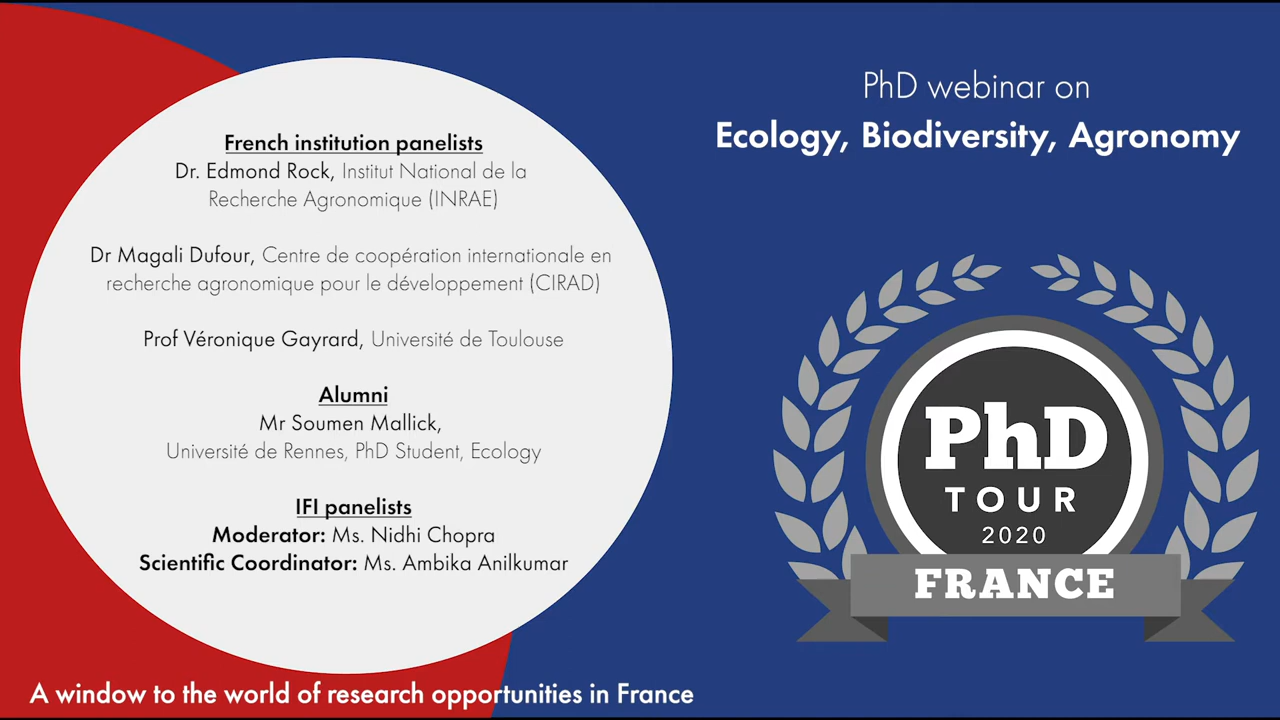 French institution panelists
Dr. Edmond Rock, Institut National de la
Recherche Agronomique (INRAE)
Dr Magali Dufour, Centre de coopération internationale en
recherche agronomique pour le développement (CIRAD)
Prof Véronique Gayrard, Université de Toulouse
Alumni
Mr Soumen Mallick,
Université de Rennes, PhD Student, Ecology
IFI panelists
Moderator: Ms. Nidhi Chopra
Scientific Coordinator: Ms. Ambika Anilkumar
A window to the world of research opportunities in France
PhD webinar on
Ecology, Biodiversity, Agronomy
PhD
TOUR
2020
FRANCE